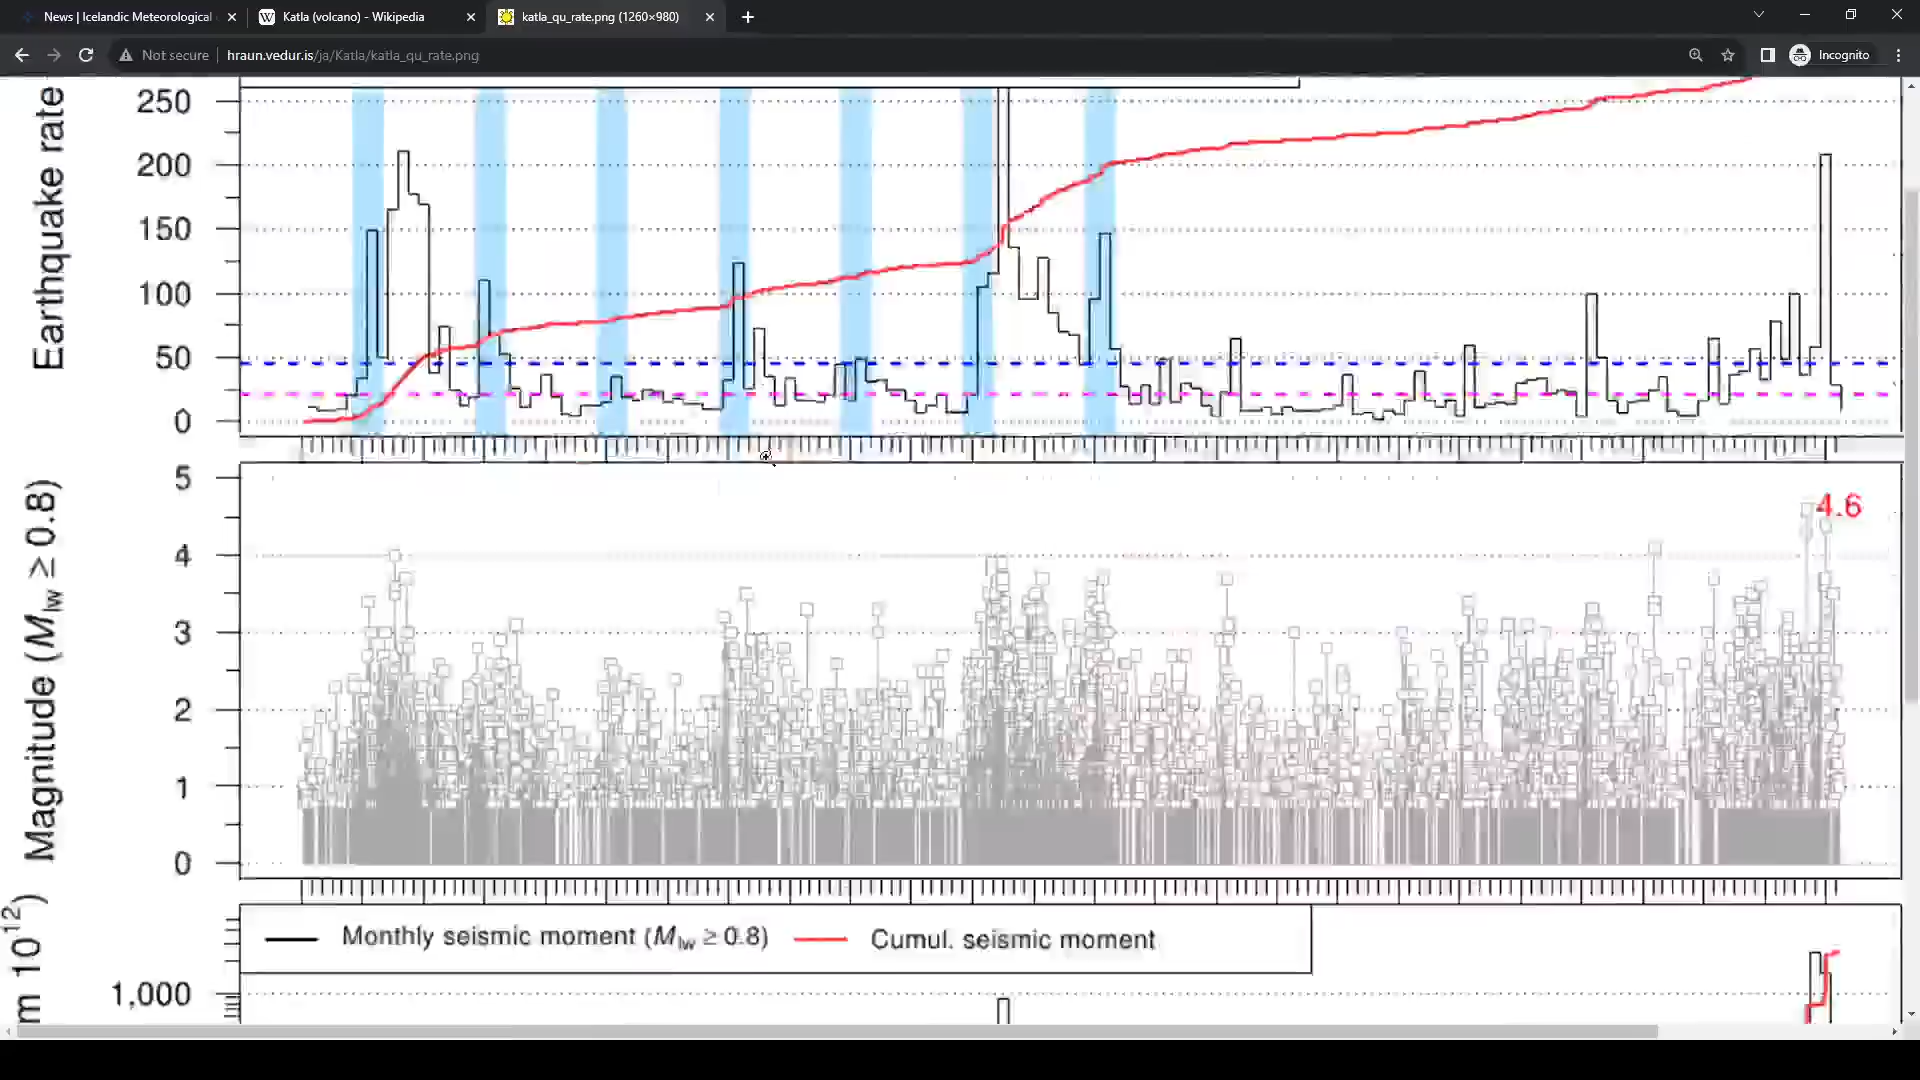 News | Icelandic Meteorological
Katla (volcano) - Wikipedia
katla_qu_rate.png (1260×980)
Not secure
hraun.vedur.is/ja/Katla/katla_qu_rate.png
Incognito
Earthquake rate
250
200
150
100
50
0
Magnitude (Mlw ≥ 0.8)
5
4
3
2
1
0
4.6
m 10¹²)
Monthly seismic moment (Mlw ≥ 0.8)
Cumul. seismic moment
1,000